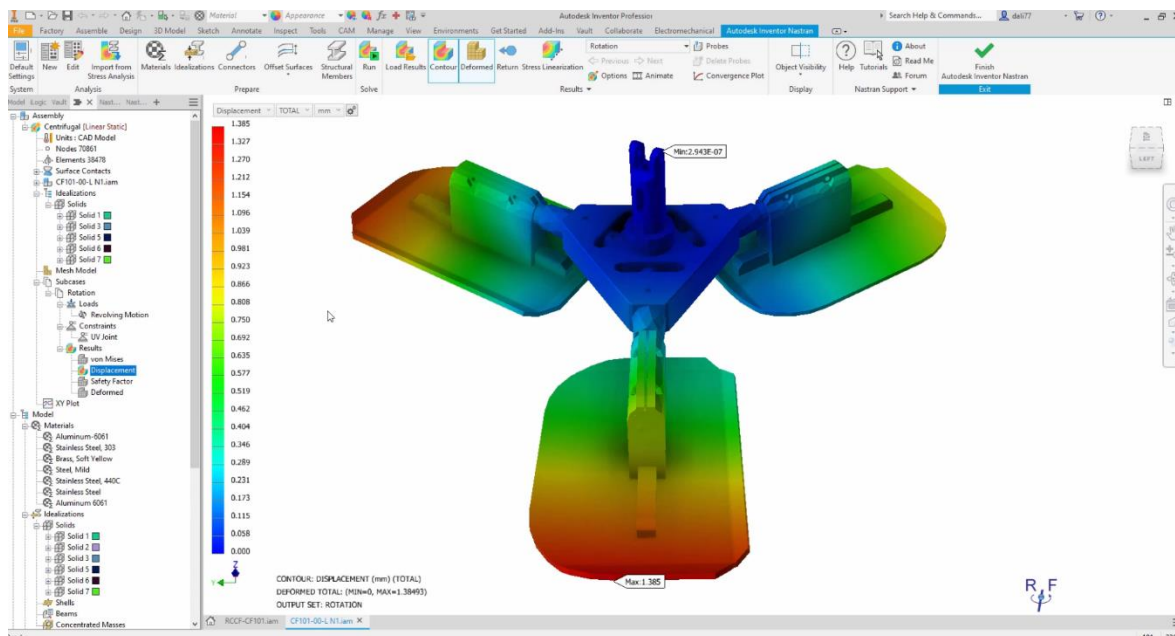 Material
Appearance
Autodesk Inventor Professior
Search Help & Commands...
dali77
File Factory Assemble Design 3D Model Sketch Annotate Inspect Tools CAM Manage View Environments Get Started Add-Ins Vault Collaborate Electromechanical Autodesk Inventor Nastran
Default Settings
New
Edit
Import from Stress Analysis
Materials
Idealizations
Connectors
Offset Surfaces
Structural Members
Run
Load Results
Contour
Deformed
Return
Stress Linearization
Rotation
Previous
Next
Options
Animate
Probes
Delete Probes
Convergence Plot
Object Visibility
Help
Tutorials
About
Read Me
Forum
Finish
Autodesk Inventor Nastran
System
Analysis
Prepare
Solve
Results
Display
Nastran Support
Exit
Model Logic Vault Nast... Nast...
Assembly
Centrifugal [Linear Static]
Units : CAD Model
Nodes 70861
Elements 38478
Surface Contacts
CF101-00-L N1.iam
Idealizations
Solids
Solid 1
Solid 3
Solid 5
Solid 6
Solid 7
Mesh Model
Subcases
Rotation
Loads
Revolving Motion
Constraints
UV Joint
Results
von Mises
Displacement
Safety Factor
Deformed
XY Plot
Model
Materials
Aluminum-6061
Stainless Steel, 303
Brass, Soft Yellow
Steel, Mild
Stainless Steel, 440C
Stainless Steel
Aluminum 6061
Idealizations
Solids
Solid 1
Solid 2
Solid 3
Solid 5
Solid 6
Solid 7
Shells
Beams
Concentrated Masses
Displacement TOTAL mm
1.385
1.327
1.270
1.212
1.154
1.096
1.039
0.981
0.923
0.866
0.808
0.750
0.692
0.635
0.577
0.519
0.462
0.404
0.346
0.289
0.231
0.173
0.115
0.058
0.000
Min:2.943E-07
Max:1.385
LEFT
Z
Y
CONTOUR: DISPLACEMENT (mm) (TOTAL)
DEFORMED TOTAL: (MIN=0, MAX=1.38493)
OUTPUT SET: ROTATION
R F
RCCF-CF101.iam
CF101-00-L N1.iam